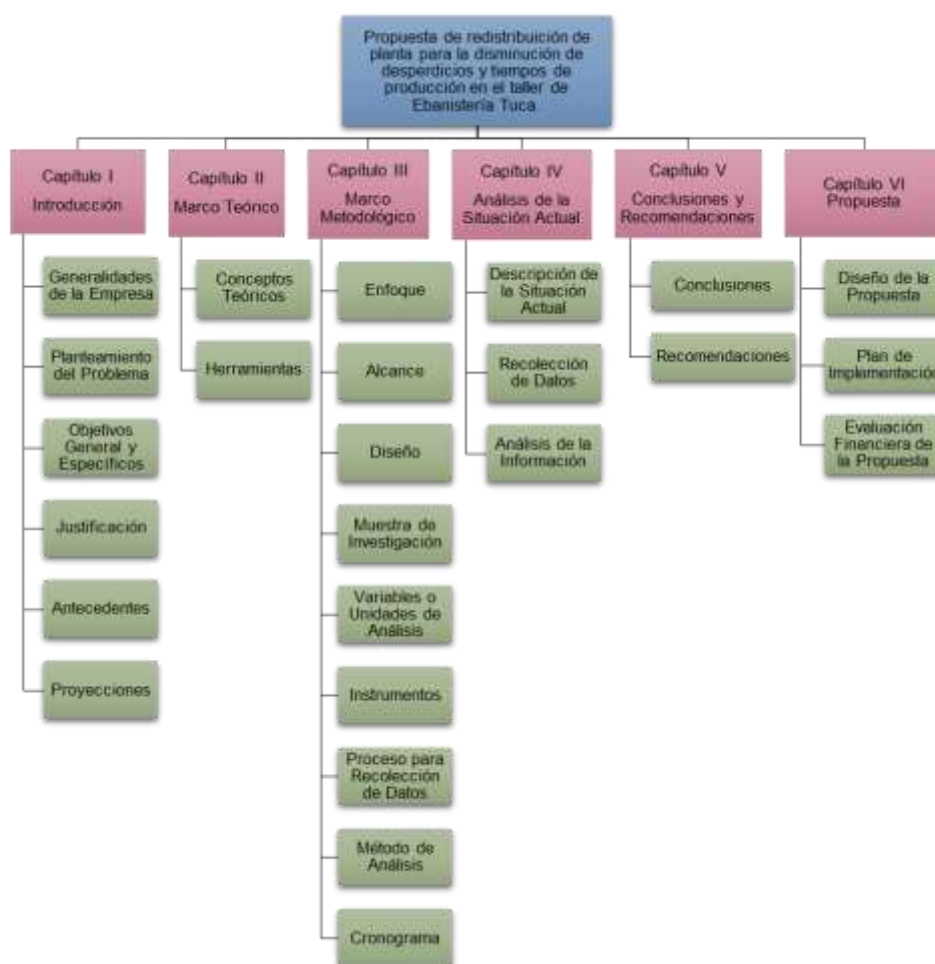 Propuesta de redistribuición de
planta para la disminución de
desperdicios y tiempos de
producción en el taller de
Ebanistería Tuca
Capítulo I
Introducción
Generalidades
de la Empresa
Planteamiento
del Problema
Objetivos
General y
Específicos
Justificación
Antecedentes
Proyecciones
Capítulo II
Marco Teórico
Conceptos
Teóricos
Herramientas
Capítulo III
Marco
Metodológico
Enfoque
Alcance
Diseño
Muestra de
Investigación
Variables o
Unidades de
Análisis
Instrumentos
Proceso para
Recolección
de Datos
Método de
Análisis
Cronograma
Capítulo IV
Análisis de la
Situación Actual
Descripción de
la Situación
Actual
Recolección
de Datos
Análisis de la
Información
Capítulo V
Conclusiones y
Recomendaciones
Conclusiones
Recomendaciones
Capítulo VI
Propuesta
Diseño de la
Propuesta
Plan de
Implementación
Evaluación
Financiera de
la Propuesta